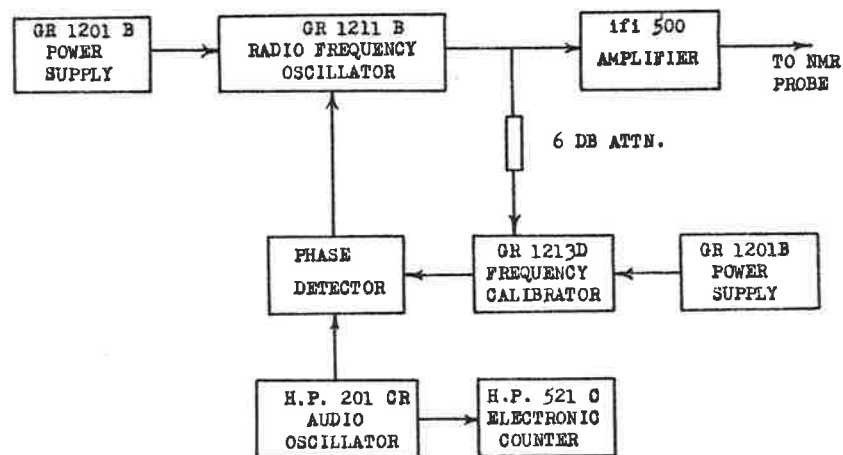 GR 1201 B
POWER
SUPPLY
GR 1211 B
RADIO FREQUENCY
OSCILLATOR
ifi 500
AMPLIFIER
TO NMR
PROBE
6 DB ATTN.
PHASE
DETECTOR
GR 1213D
FREQUENCY
CALIBRATOR
GR 1201B
POWER
SUPPLY
H.P. 201 CR
AUDIO
OSCILLATOR
H.P. 521 C
ELECTRONIC
COUNTER